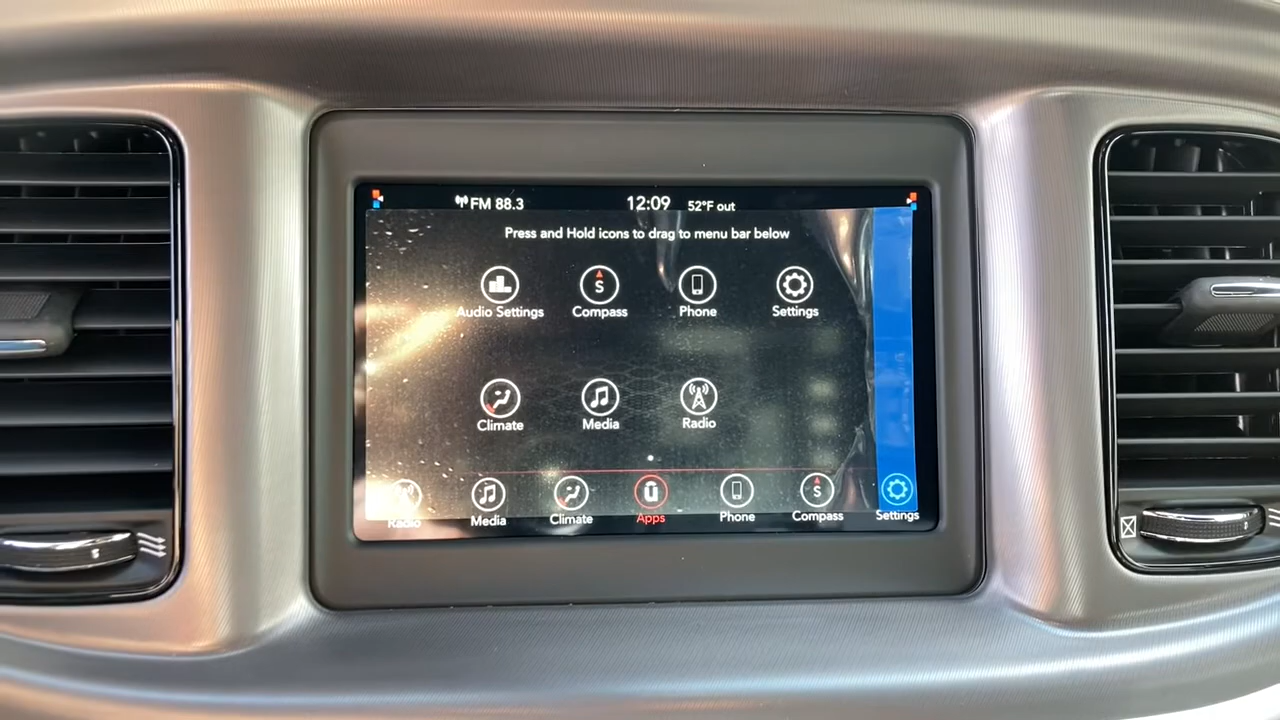 FM 88.3 12:09 52°F out
Press and Hold icons to drag to menu bar below
S
Audio Settings Compass Phone Settings
Climate Media Radio
S
Radio Media Climate Apps Phone Compass Settings